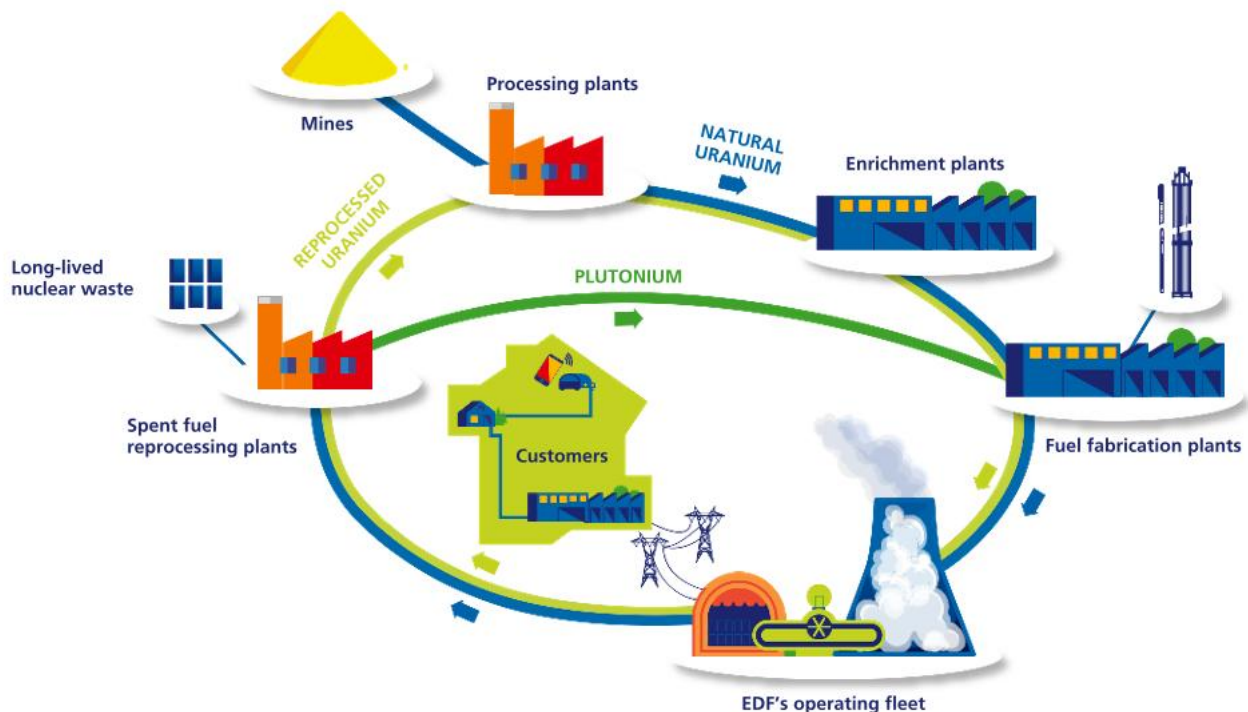 Processing plants
Mines
NATURAL
URANIUM
Enrichment plants
REPROCESSED
URANIUM
Long-lived
nuclear waste
PLUTONIUM
Spent fuel
reprocessing plants
Customers
Fuel fabrication plants
EDF's operating fleet